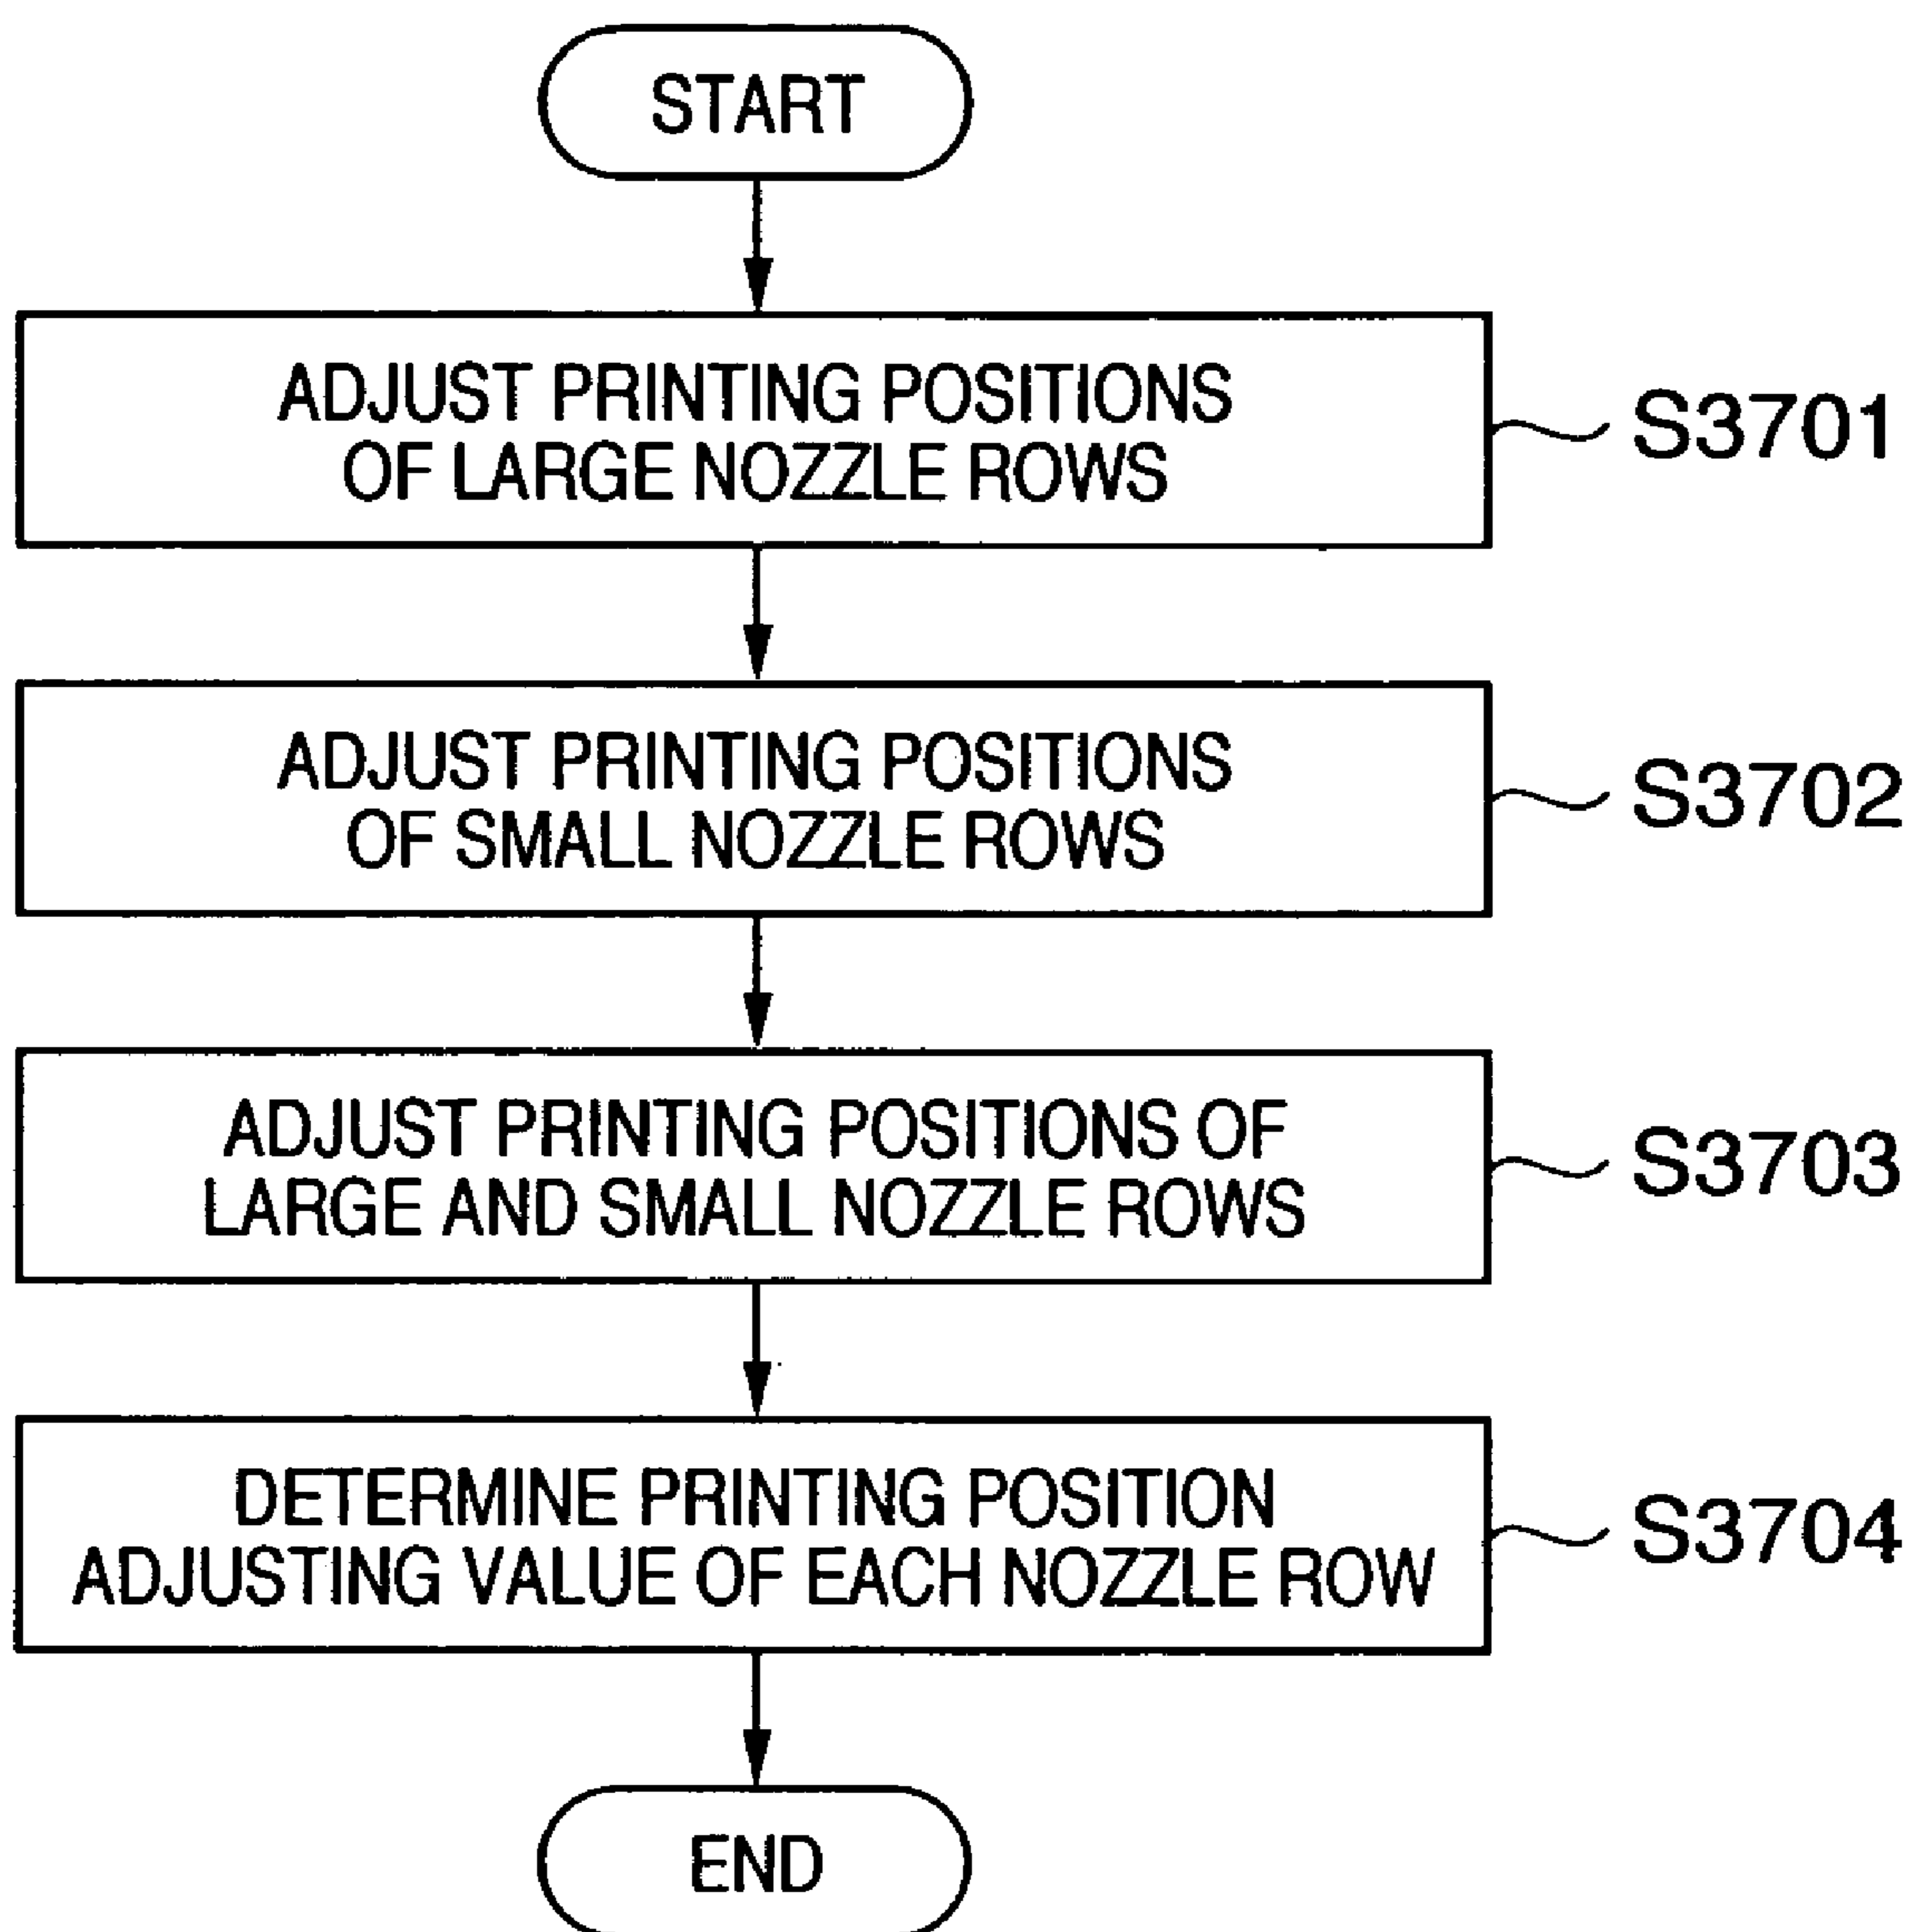 START
ADJUST PRINTING POSITIONS
OF LARGE NOZZLE ROWS
S3701
ADJUST PRINTING POSITIONS
OF SMALL NOZZLE ROWS
S3702
ADJUST PRINTING POSITIONS OF
LARGE AND SMALL NOZZLE ROWS
S3703
DETERMINE PRINTING POSITION
ADJUSTING VALUE OF EACH NOZZLE ROW
S3704
END